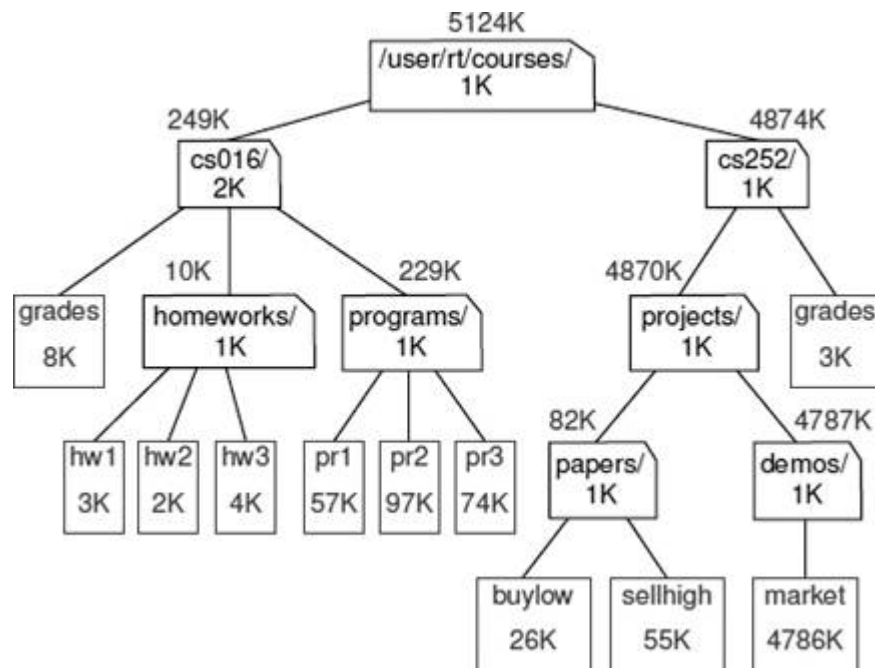 5124K
/user/rt/courses/
1K
249K
4874K
cs016/
2K
cs252/
1K
10K
229K
4870K
grades
8K
homeworks/
1K
programs/
1K
projects/
1K
grades
3K
82K
4787K
hw1
3K
hw2
2K
hw3
4K
pr1
57K
pr2
97K
pr3
74K
papers/
1K
demos/
1K
buylow
26K
sellhigh
55K
market
4786K